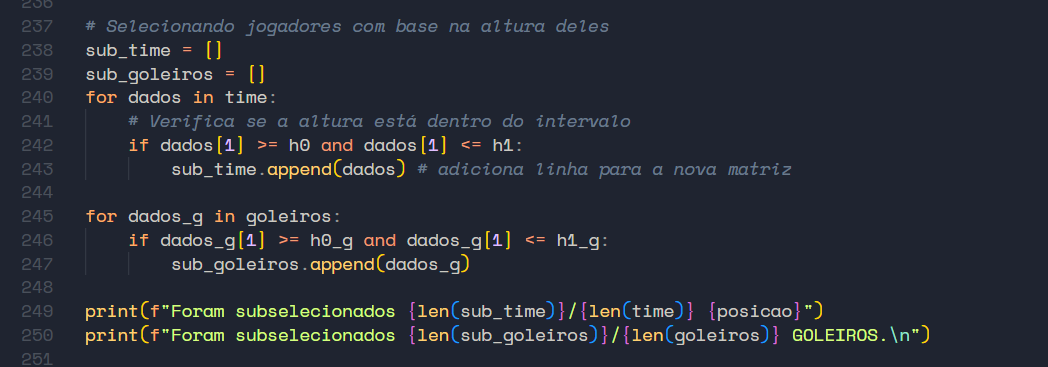 236
237 # Selecionando jogadores com base na altura deles
238 sub_time = []
239 sub_goleiros = []
240 for dados in time:
241     # Verifica se a altura está dentro do intervalo
242     if dados[1] >= h0 and dados[1] <= h1:
243         sub_time.append(dados) # adiciona linha para a nova matriz
244
245 for dados_g in goleiros:
246     if dados_g[1] >= h0_g and dados_g[1] <= h1_g:
247         sub_goleiros.append(dados_g)
248
249 print(f"Foram subselecionados {len(sub_time)}/{len(time)} {posicao}")
250 print(f"Foram subselecionados {len(sub_goleiros)}/{len(goleiros)} GOLEIROS.\n")
251